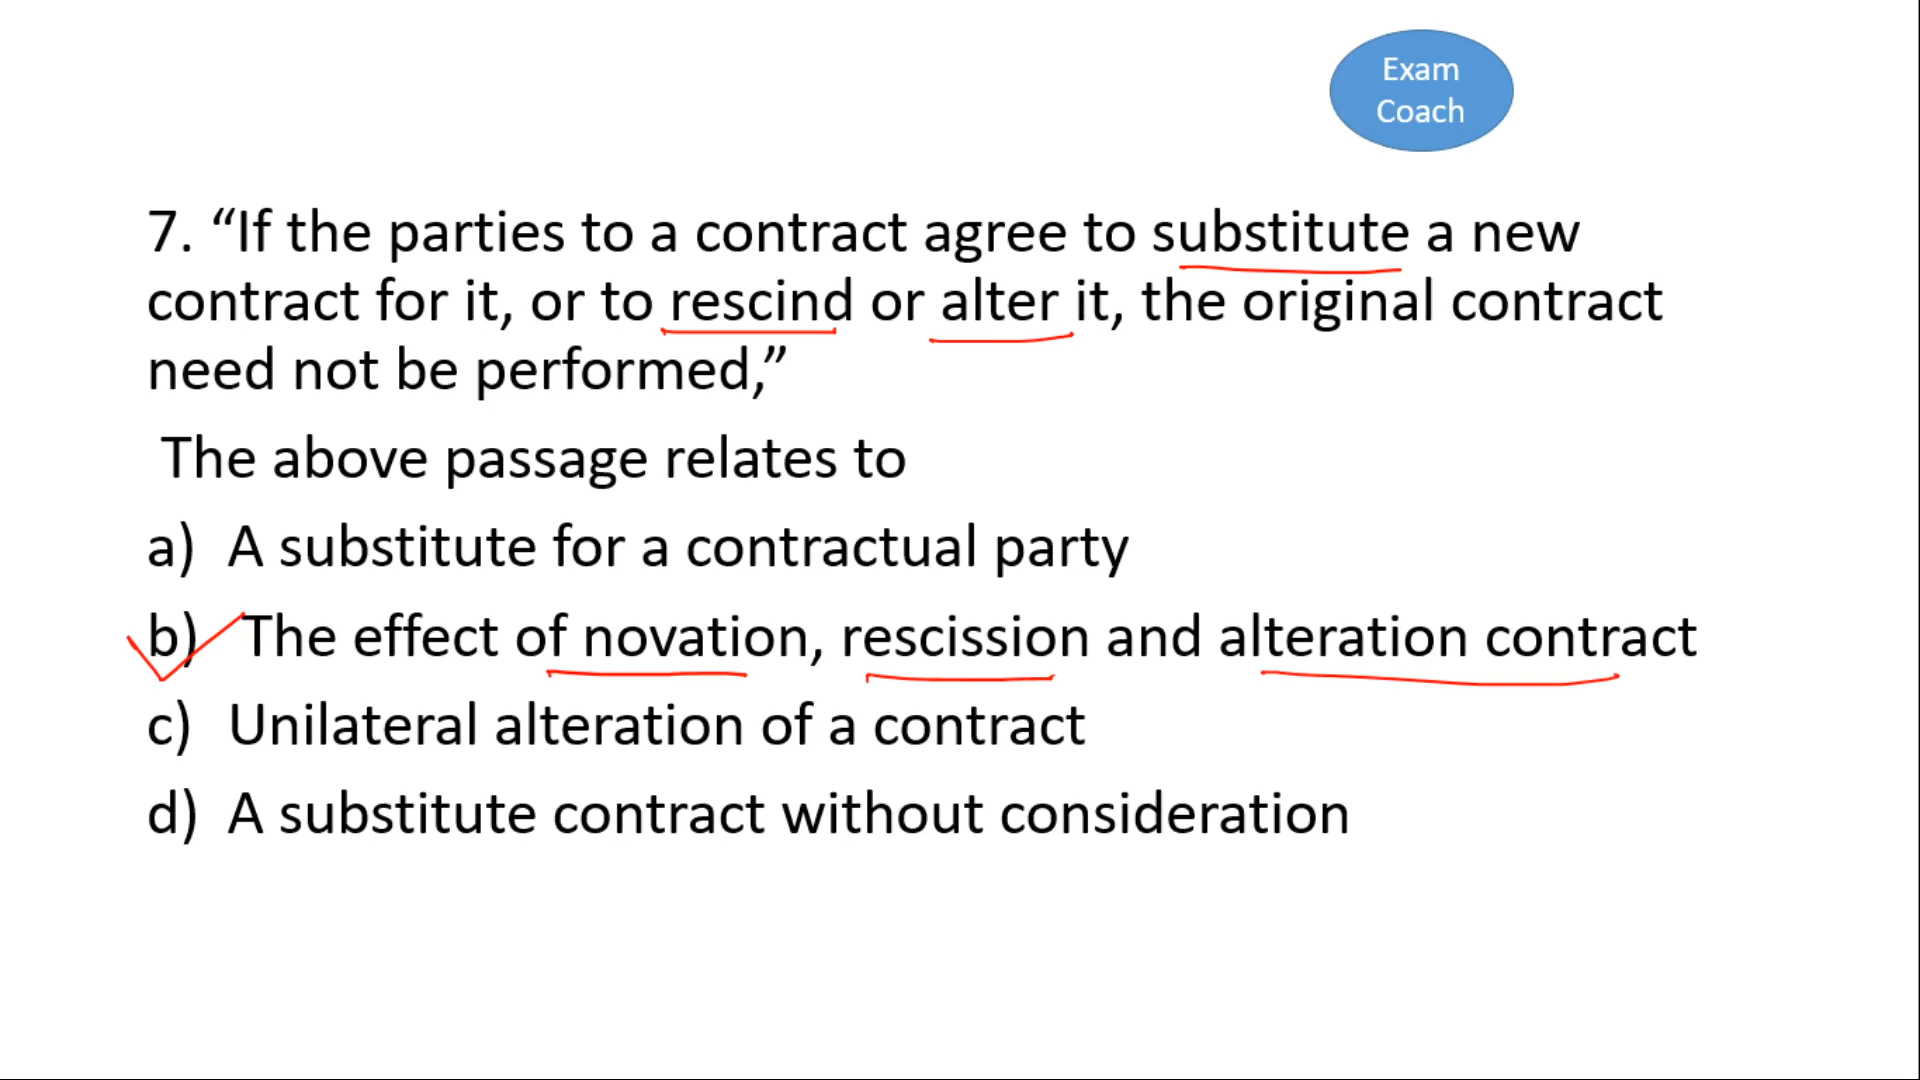 Exam
Coach
7. “If the parties to a contract agree to substitute a new
contract for it, or to rescind or alter it, the original contract
need not be performed,”
The above passage relates to
a) A substitute for a contractual party
b) The effect of novation, rescission and alteration contract
c) Unilateral alteration of a contract
d) A substitute contract without consideration